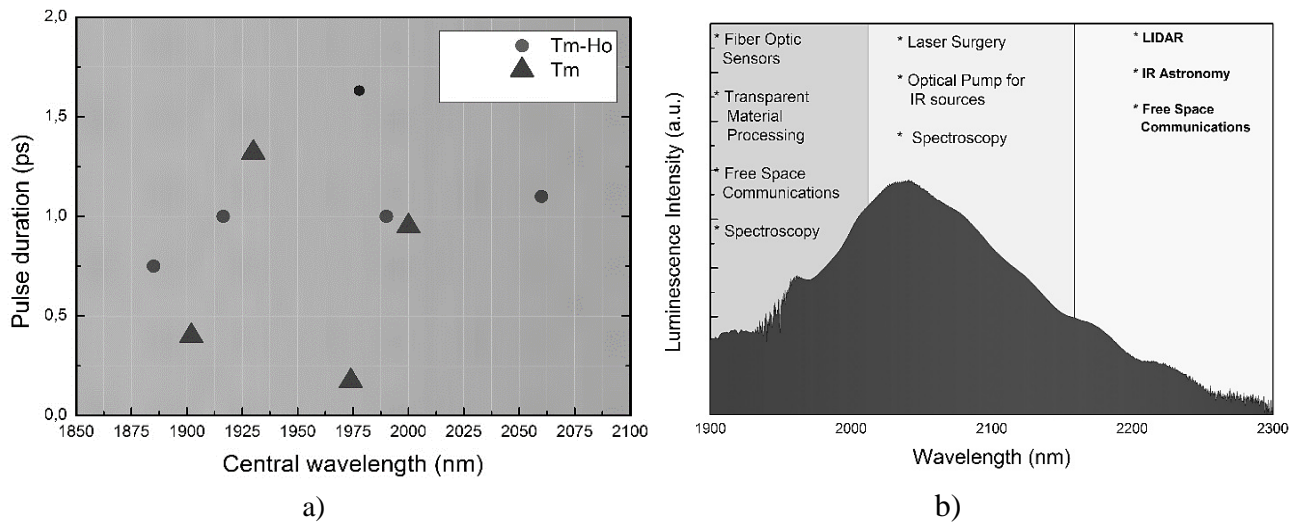 2,0
1,5
1,0
0,5
0,0
Pulse duration (ps)
Tm-Ho
Tm
1850 1875 1900 1925 1950 1975 2000 2025 2050 2075 2100
Central wavelength (nm)
a)
Luminescence Intensity (a.u.)
* Fiber Optic
Sensors
* Transparent
Material
Processing
* Free Space
Communications
* Spectroscopy
* Laser Surgery
* Optical Pump for
IR sources
* Spectroscopy
* LIDAR
* IR Astronomy
* Free Space
Communications
1900 2000 2100 2200 2300
Wavelength (nm)
b)